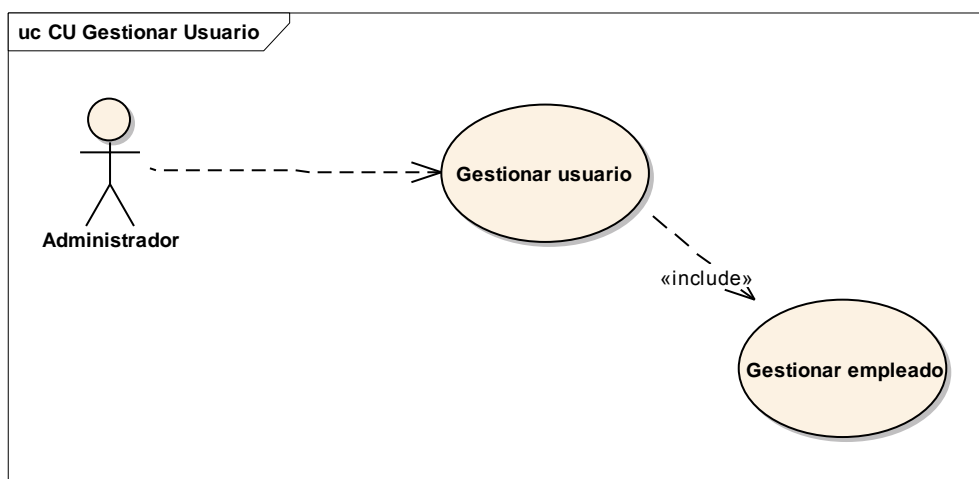 uc CU Gestionar Usuario
Administrador
Gestionar usuario
«include»
Gestionar empleado